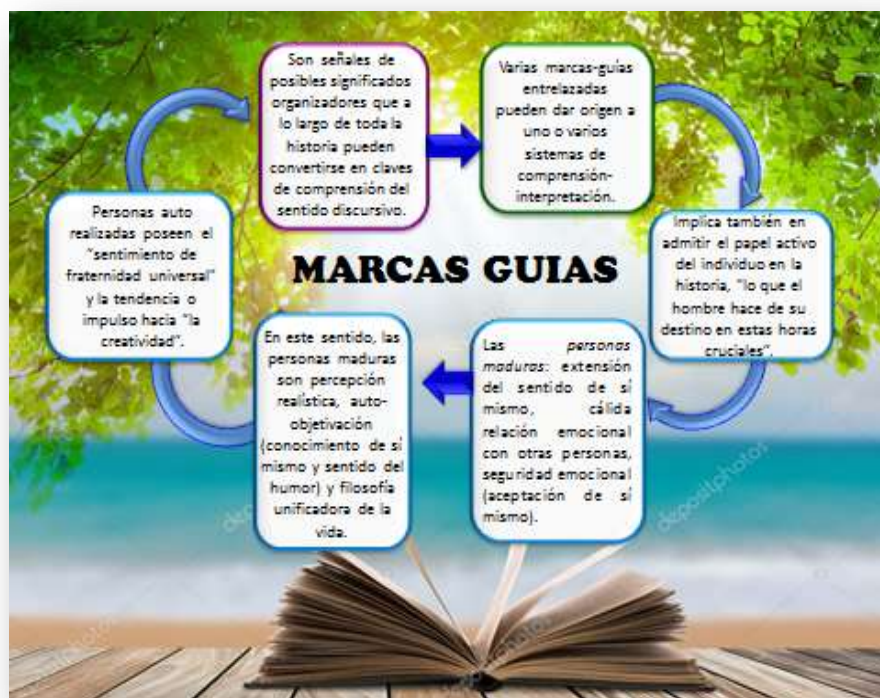 Son señales de
posibles significados
organizadores que a
lo largo de toda la
historia pueden
convertirse en claves
de comprensión del
sentido discursivo.
Varias marcas-guías
entrelazadas
pueden dar origen a
uno o varios
sistemas de
comprensión-
interpretación.
Implica también en
admitir el papel activo
del individuo en la
historia, "lo que el
hombre hace de su
destino en estas horas
cruciales".
Las personas
maduras: extensión
del sentido de sí
mismo, cálida
relación emocional
con otras personas,
seguridad emocional
(aceptación de sí
mismo).
En este sentido, las
personas maduras
son percepción
realística, auto-
objetivación
(conocimiento de sí
mismo y sentido del
humor) y filosofía
unificadora de la
vida.
Personas auto
realizadas poseen el
"sentimiento de
fraternidad universal"
y la tendencia o
impulso hacia "la
creatividad".
MARCAS GUIAS
depositphotos
depositphotos
depositphotos